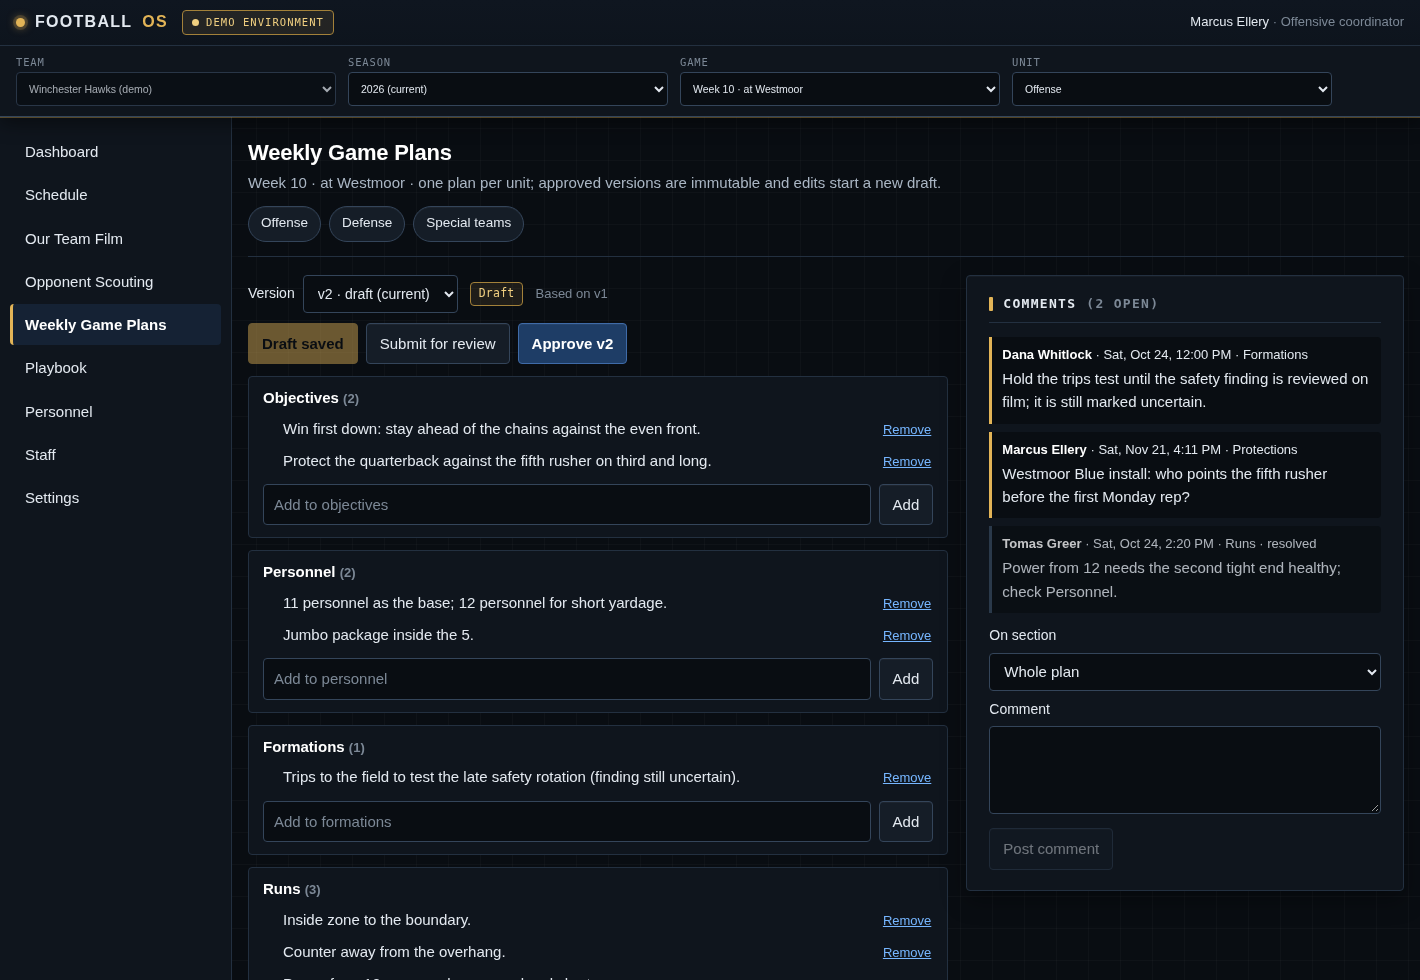 FOOTBALL OS
DEMO ENVIRONMENT
Marcus Ellery · Offensive coordinator
TEAM
Winchester Hawks (demo)
SEASON
2026 (current)
GAME
Week 10 · at Westmoor
UNIT
Offense
Dashboard
Schedule
Our Team Film
Opponent Scouting
Weekly Game Plans
Playbook
Personnel
Staff
Settings
Weekly Game Plans
Week 10 · at Westmoor · one plan per unit; approved versions are immutable and edits start a new draft.
Offense
Defense
Special teams
Version
v2 · draft (current)
Draft
Based on v1
Draft saved
Submit for review
Approve v2
Objectives (2)
Win first down: stay ahead of the chains against the even front.
Remove
Protect the quarterback against the fifth rusher on third and long.
Remove
Add to objectives
Add
Personnel (2)
11 personnel as the base; 12 personnel for short yardage.
Remove
Jumbo package inside the 5.
Remove
Add to personnel
Add
Formations (1)
Trips to the field to test the late safety rotation (finding still uncertain).
Remove
Add to formations
Add
Runs (3)
Inside zone to the boundary.
Remove
Counter away from the overhang.
Remove
COMMENTS (2 OPEN)
Dana Whitlock · Sat, Oct 24, 12:00 PM · Formations
Hold the trips test until the safety finding is reviewed on
film; it is still marked uncertain.
Marcus Ellery · Sat, Nov 21, 4:11 PM · Protections
Westmoor Blue install: who points the fifth rusher
before the first Monday rep?
Tomas Greer · Sat, Oct 24, 2:20 PM · Runs · resolved
Power from 12 needs the second tight end healthy;
check Personnel.
On section
Whole plan
Comment
Post comment